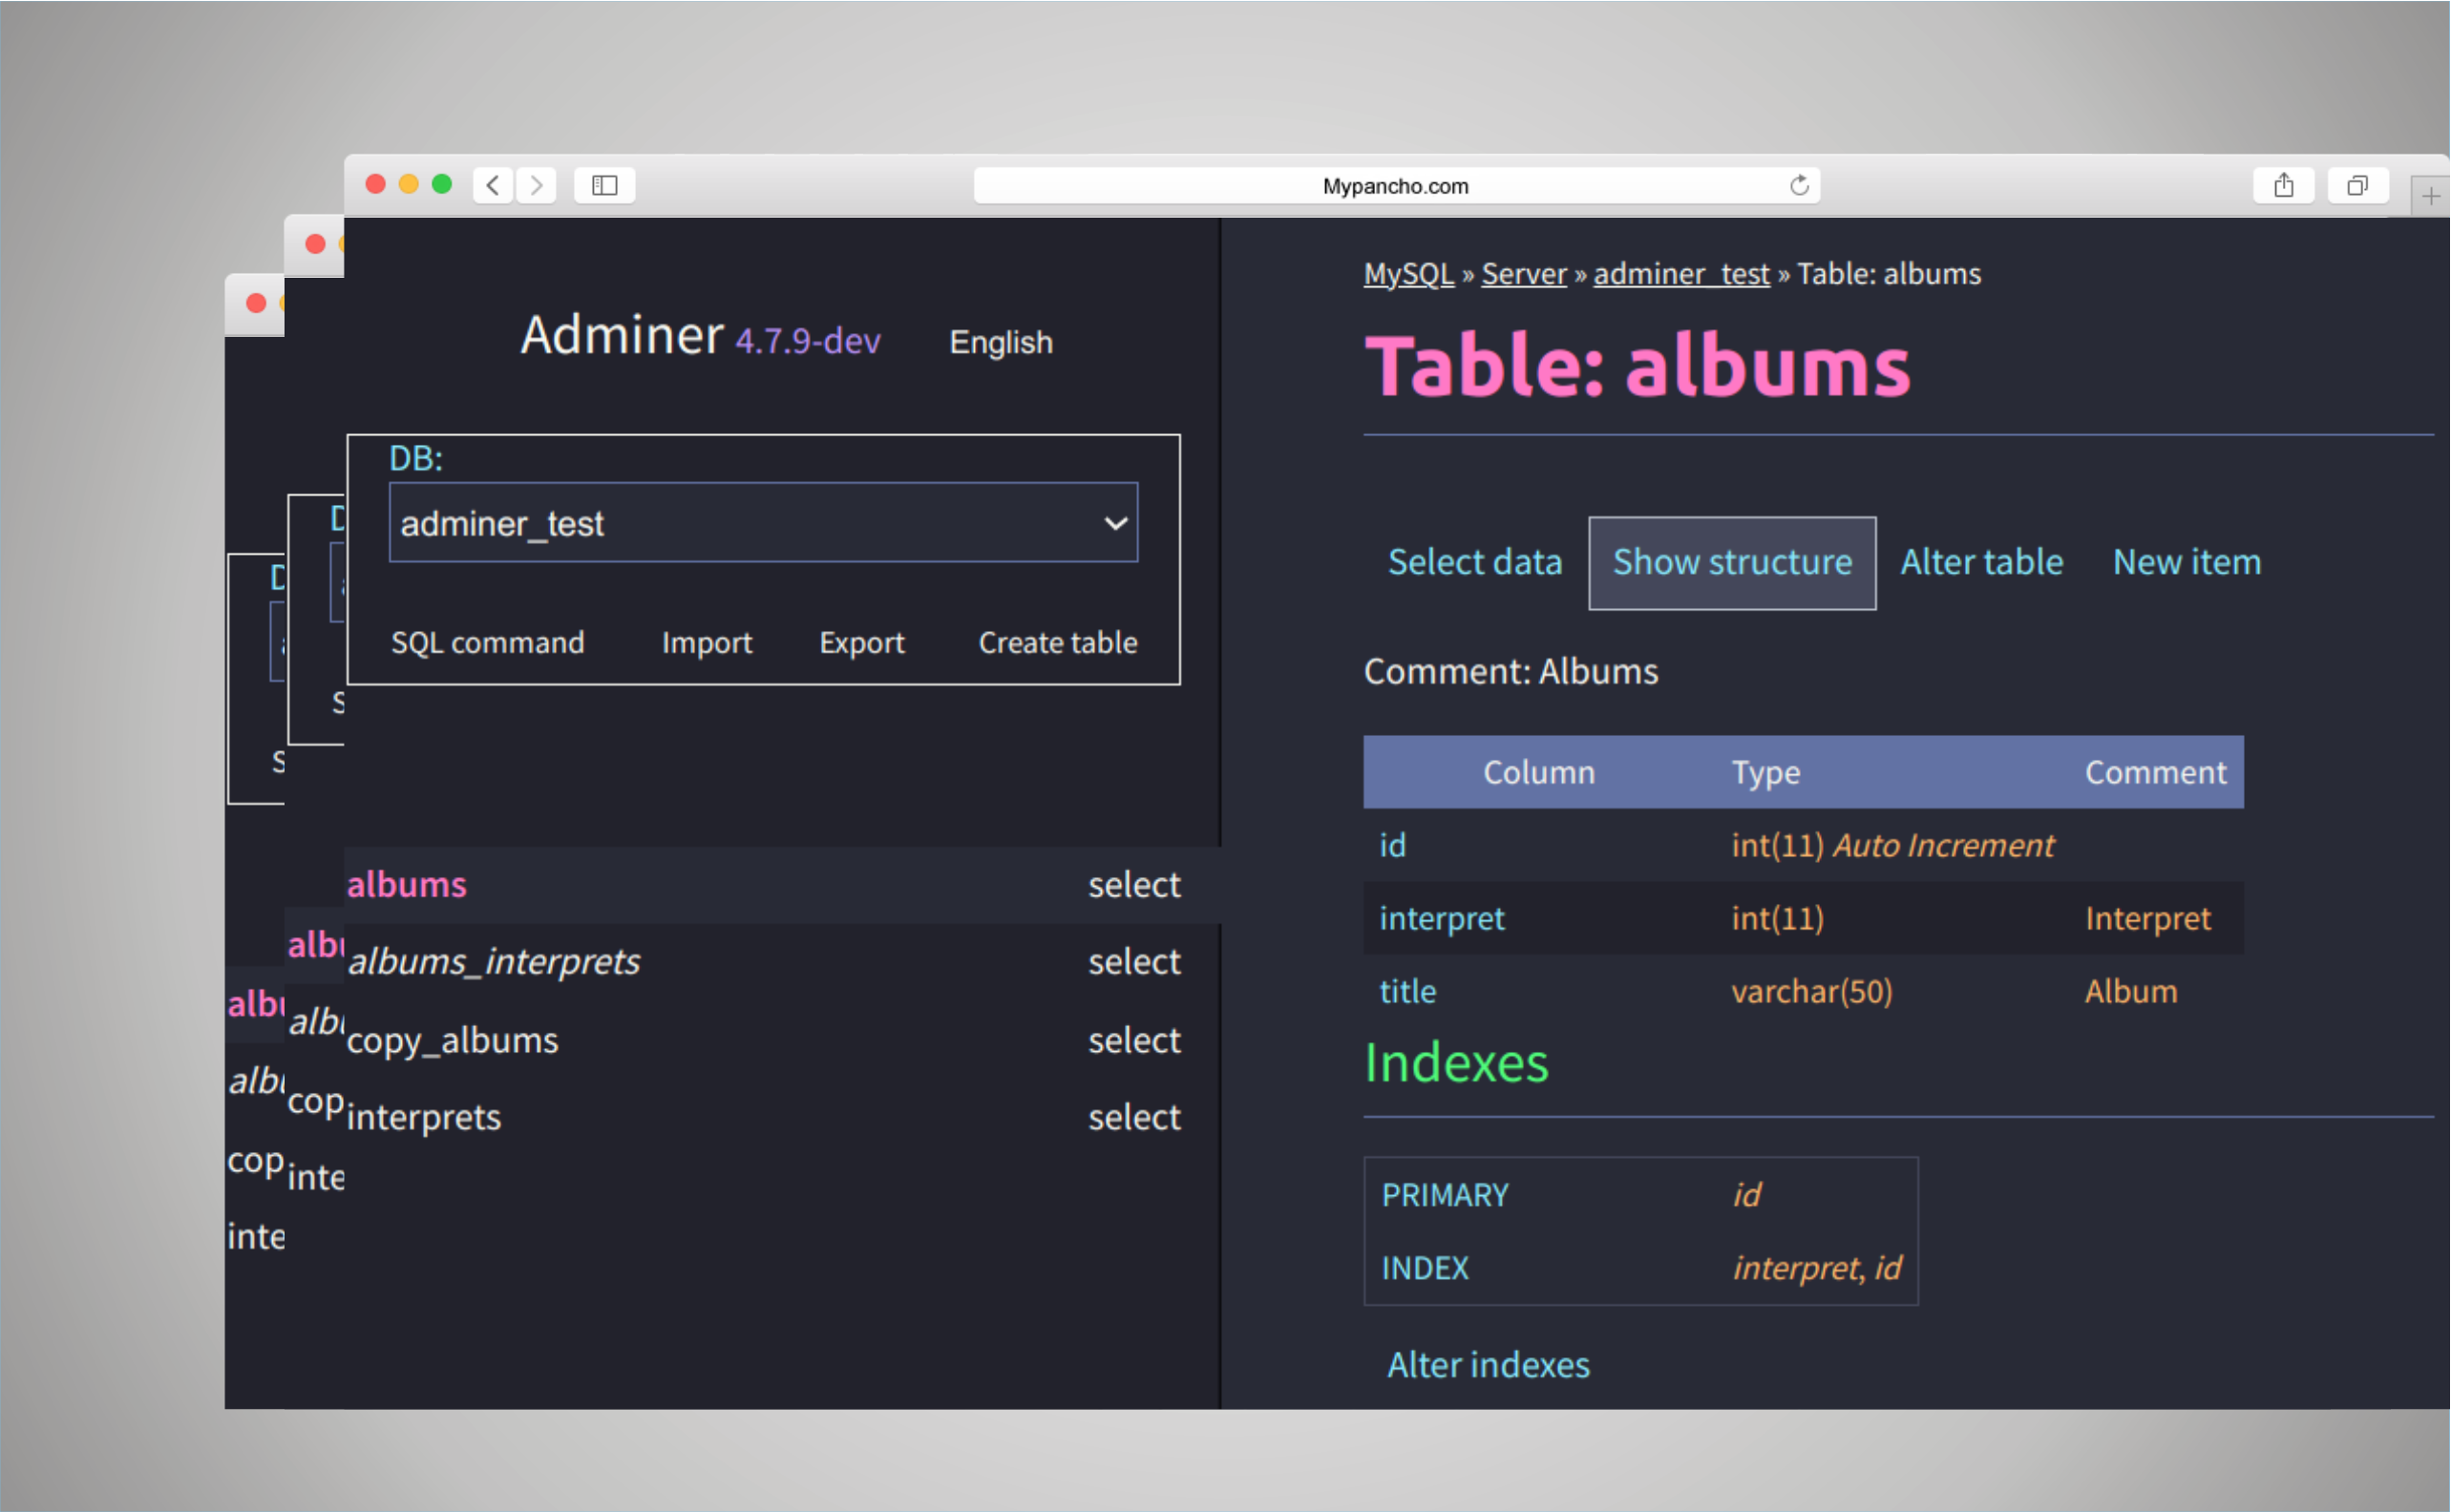 Mypancho.com
MySQL » Server » adminer_test » Table: albums
Adminer 4.7.9-dev English
Table: albums
DB:
adminer_test
SQL command Import Export Create table
Select data Show structure Alter table New item
Comment: Albums
Column Type Comment
id int(11) Auto Increment
interpret int(11) Interpret
title varchar(50) Album
albums select
albums_interprets select
copy_albums select
interprets select
Indexes
PRIMARY id
INDEX interpret, id
Alter indexes